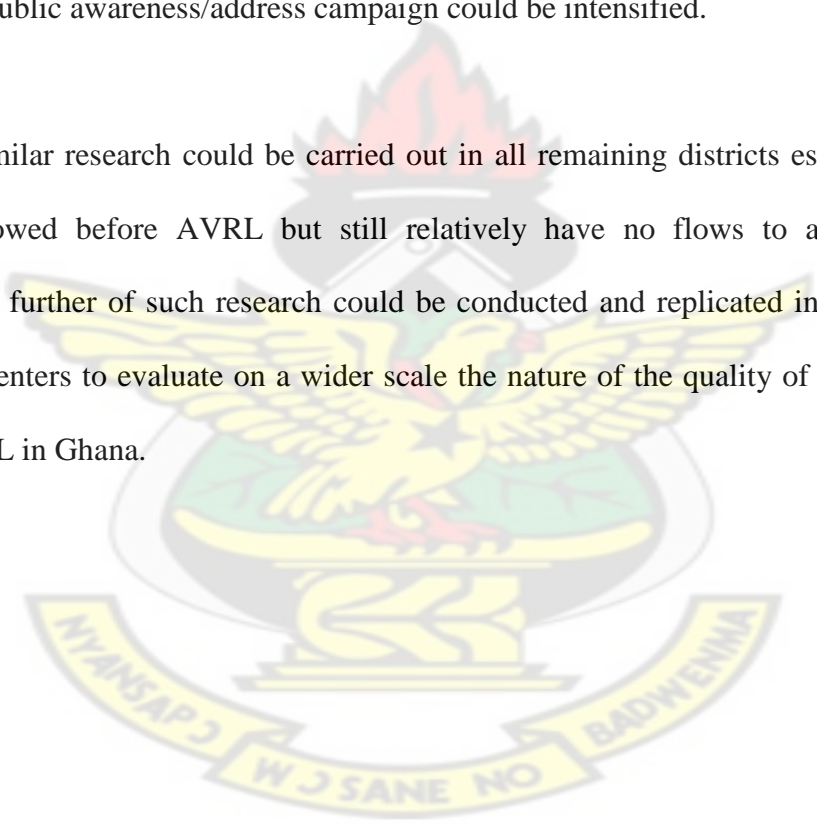 ublic awareness/address campaign could be intensified.
milar research could be carried out in all remaining districts es
owed before AVRL but still relatively have no flows to a
further of such research could be conducted and replicated in
enters to evaluate on a wider scale the nature of the quality of
L in Ghana.
NYANSAPƆ
WƆSANE NO
BADWENMA